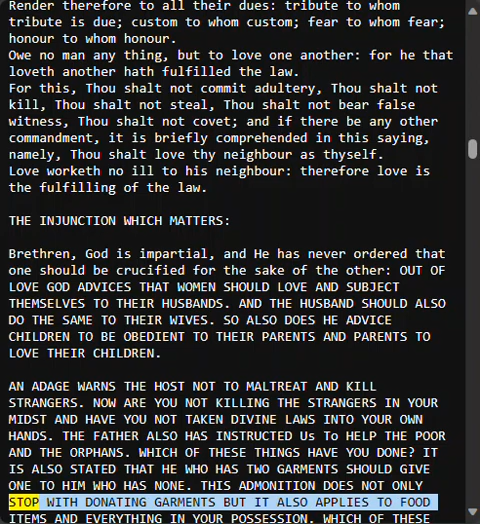 Render therefore to all their dues: tribute to whom
tribute is due; custom to whom custom; fear to whom fear;
honour to whom honour.
Owe no man any thing, but to love one another: for he that
loveth another hath fulfilled the law.
For this, Thou shalt not commit adultery, Thou shalt not
kill, Thou shalt not steal, Thou shalt not bear false
witness, Thou shalt not covet; and if there be any other
commandment, it is briefly comprehended in this saying,
namely, Thou shalt love thy neighbour as thyself.
Love worketh no ill to his neighbour: therefore love is
the fulfilling of the law.

THE INJUNCTION WHICH MATTERS:

Brethren, God is impartial, and He has never ordered that
one should be crucified for the sake of the other: OUT OF
LOVE GOD ADVICES THAT WOMEN SHOULD LOVE AND SUBJECT
THEMSELVES TO THEIR HUSBANDS. AND THE HUSBAND SHOULD ALSO
DO THE SAME TO THEIR WIVES. SO ALSO DOES HE ADVICE
CHILDREN TO BE OBEDIENT TO THEIR PARENTS AND PARENTS TO
LOVE THEIR CHILDREN.

AN ADAGE WARNS THE HOST NOT TO MALTREAT AND KILL
STRANGERS. NOW ARE YOU NOT KILLING THE STRANGERS IN YOUR
MIDST AND HAVE YOU NOT TAKEN DIVINE LAWS INTO YOUR OWN
HANDS. THE FATHER ALSO HAS INSTRUCTED Us To HELP THE POOR
AND THE ORPHANS. WHICH OF THESE THINGS HAVE YOU DONE? IT
IS ALSO STATED THAT HE WHO HAS TWO GARMENTS SHOULD GIVE
ONE TO HIM WHO HAS NONE. THIS ADMONITION DOES NOT ONLY
STOP WITH DONATING GARMENTS BUT IT ALSO APPLIES TO FOOD
ITEMS AND EVERYTHING IN YOUR POSSESSION. WHICH OF THESE